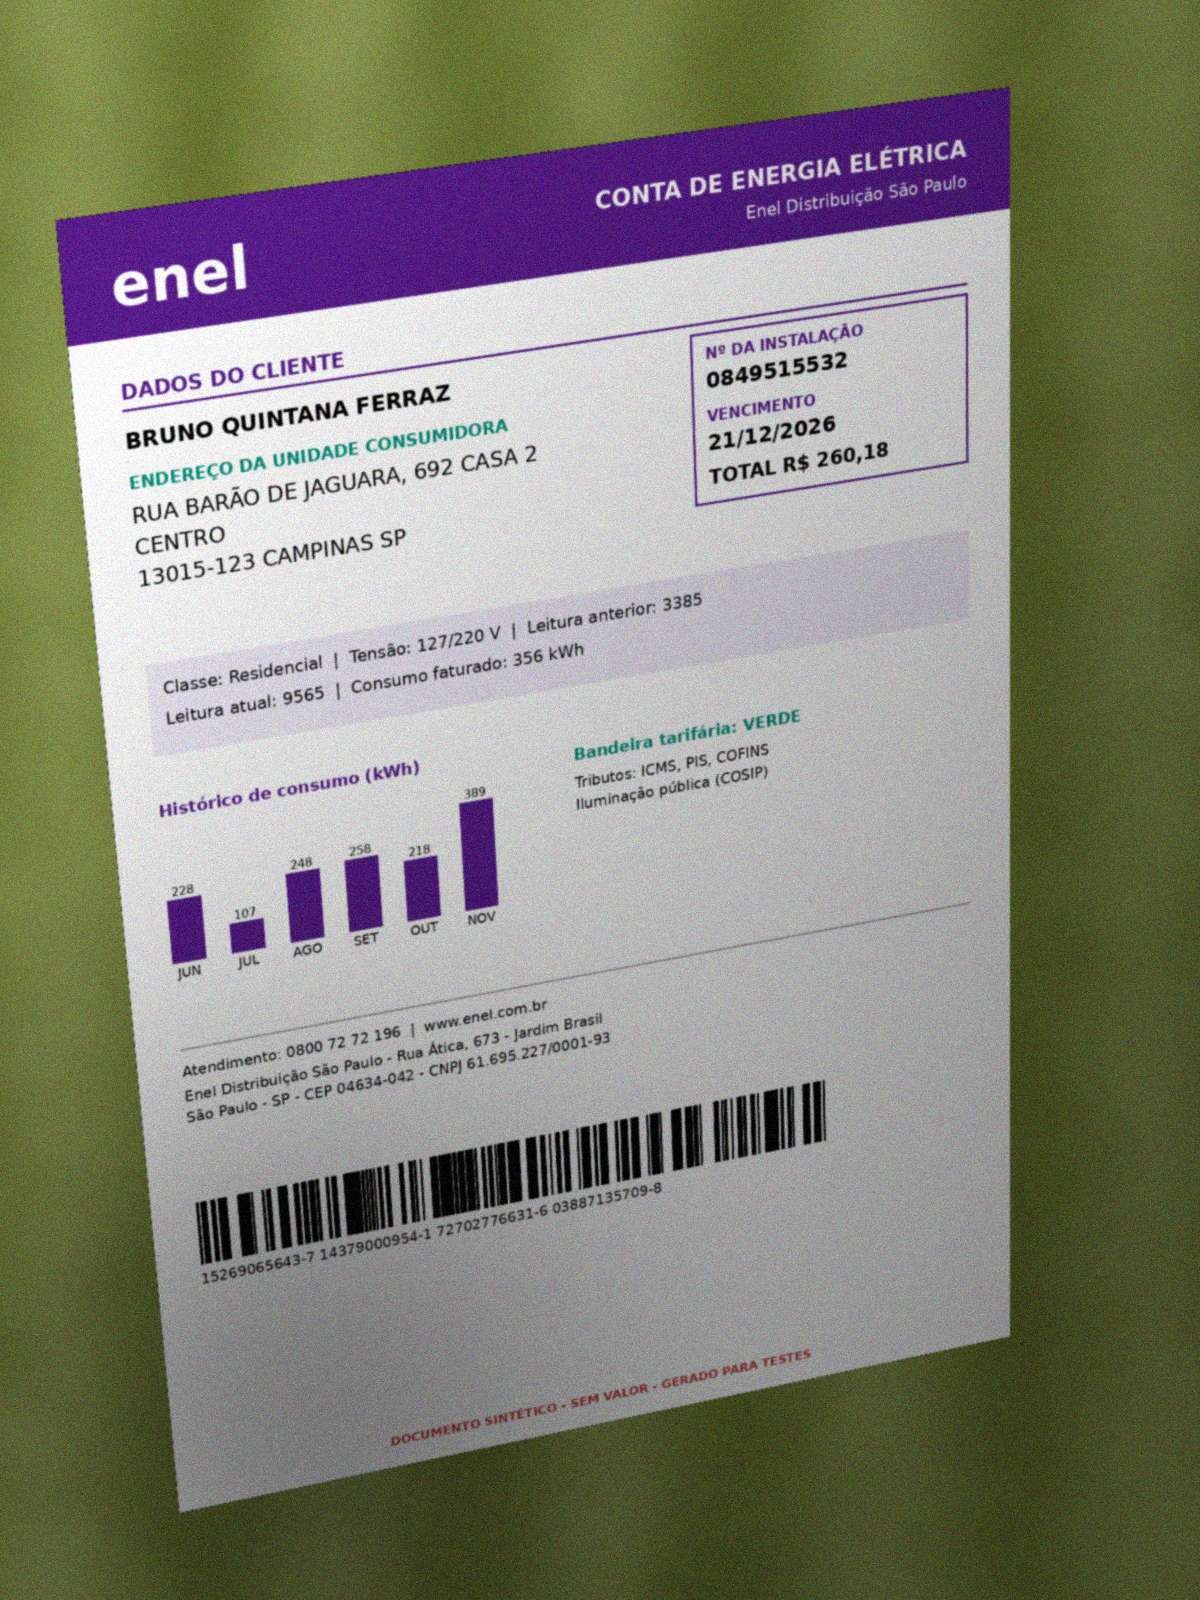 enel
CONTA DE ENERGIA ELÉTRICA
Enel Distribuição São Paulo
DADOS DO CLIENTE
BRUNO QUINTANA FERRAZ
ENDEREÇO DA UNIDADE CONSUMIDORA
RUA BARÃO DE JAGUARA, 692 CASA 2
CENTRO
13015-123 CAMPINAS SP
Nº DA INSTALAÇÃO
0849515532
VENCIMENTO
21/12/2026
TOTAL R$ 260,18
Classe: Residencial | Tensão: 127/220 V | Leitura anterior: 3385
Leitura atual: 9565 | Consumo faturado: 356 kWh
Histórico de consumo (kWh)
228 107 248 258 218 389
JUN JUL AGO SET OUT NOV
Bandeira tarifária: VERDE
Tributos: ICMS, PIS, COFINS
Iluminação pública (COSIP)
Atendimento: 0800 72 72 196 | www.enel.com.br
Enel Distribuição São Paulo - Rua Ática, 673 - Jardim Brasil
São Paulo - SP - CEP 04634-042 - CNPJ 61.695.227/0001-93
15269065643-7 14379000954-1 72702776631-6 03887135709-8
DOCUMENTO SINTÉTICO - SEM VALOR - GERADO PARA TESTES